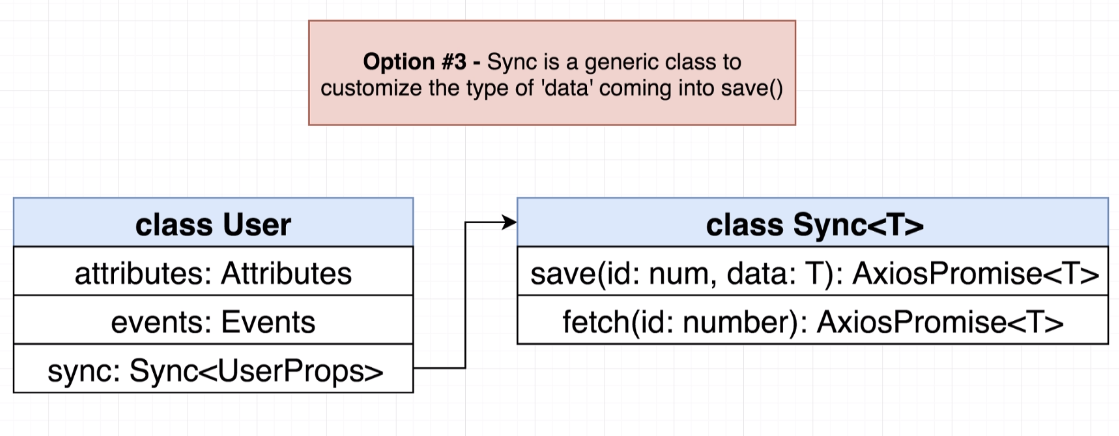 Option #3 - Sync is a generic class to
customize the type of 'data' coming into save()
class User
attributes: Attributes
events: Events
sync: Sync<UserProps>
class Sync<T>
save(id: num, data: T): AxiosPromise<T>
fetch(id: number): AxiosPromise<T>